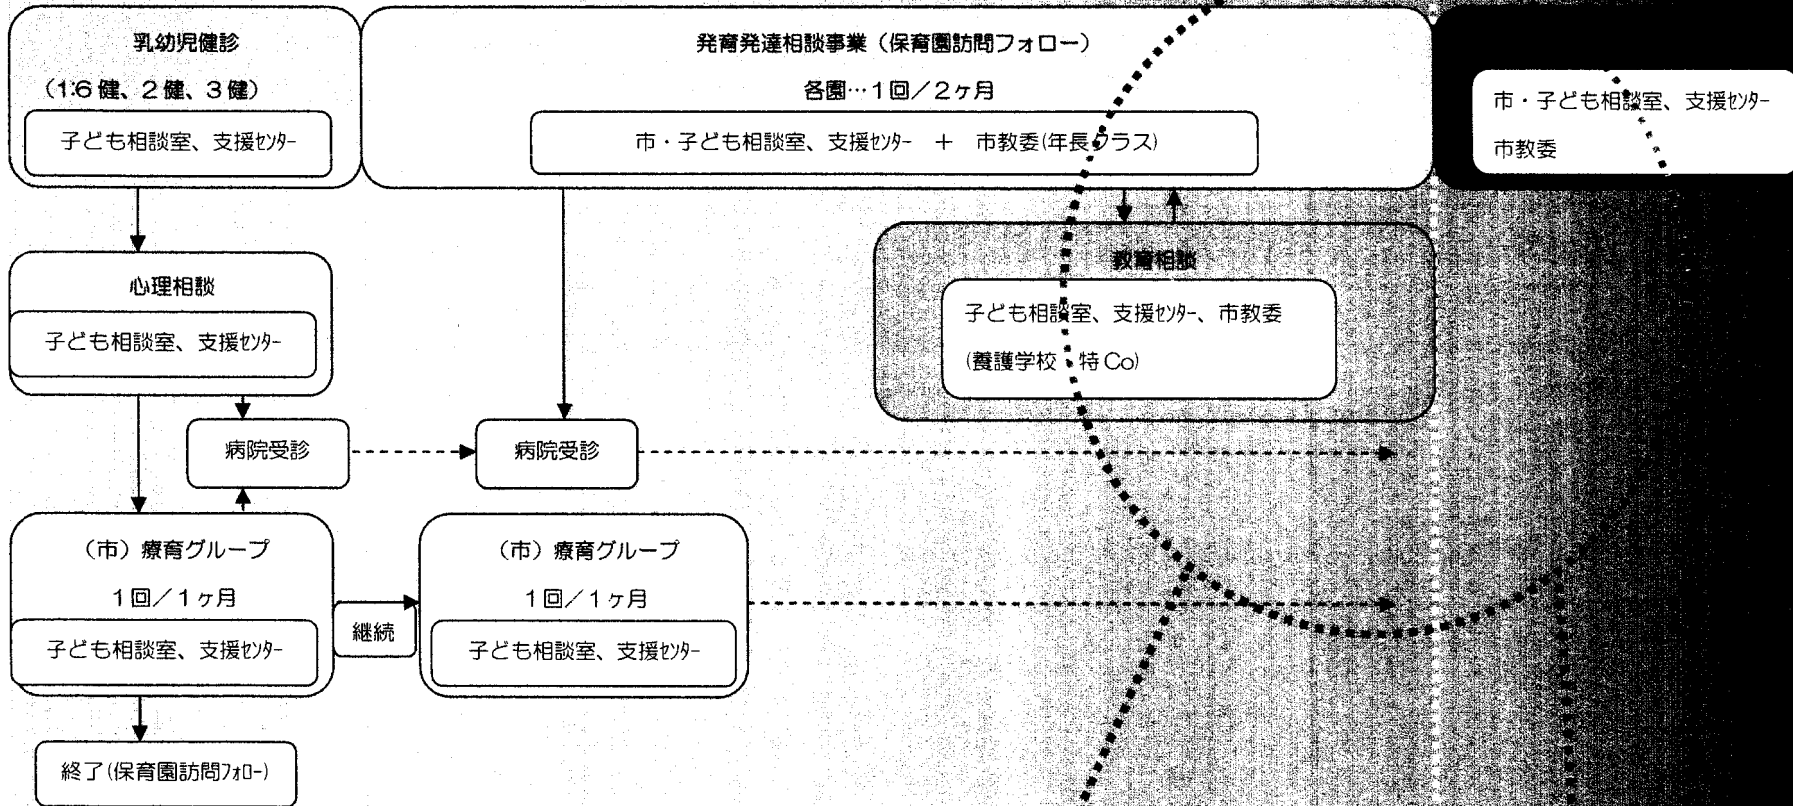 乳幼児健診
(1:6健、2健、3健)
子ども相談室、支援ｾﾝﾀｰ
発育発達相談事業（保育園訪問フォロー）
各園…1回／2ヶ月
市・子ども相談室、支援ｾﾝﾀｰ ＋ 市教委(年長クラス)
市・子ども相談室、支援ｾﾝﾀｰ
市教委
心理相談
子ども相談室、支援ｾﾝﾀｰ
教育相談
子ども相談室、支援ｾﾝﾀｰ、市教委
(養護学校 特Co)
病院受診
病院受診
（市）療育グループ
1回／1ヶ月
子ども相談室、支援ｾﾝﾀｰ
継続
（市）療育グループ
1回／1ヶ月
子ども相談室、支援ｾﾝﾀｰ
終了(保育園訪問ﾌｫﾛｰ)